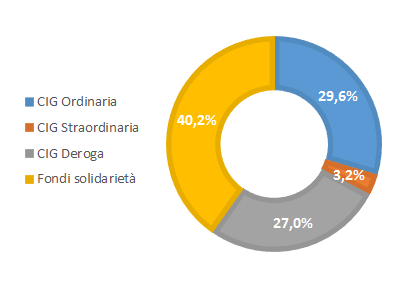 CIG Ordinaria
CIG Straordinaria
CIG Deroga
Fondi solidarietà
29,6%
3,2%
27,0%
40,2%